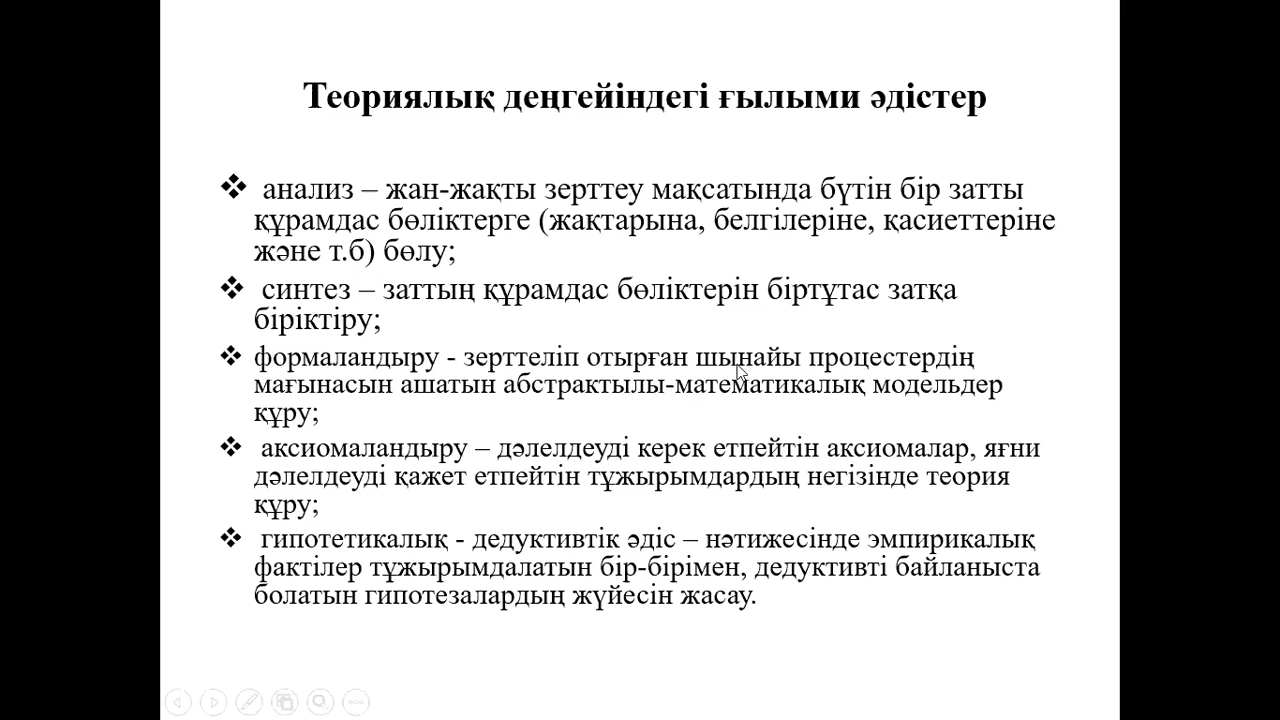 Теориялық деңгейіндегі ғылыми әдістер
❖ анализ – жан-жақты зерттеу мақсатында бүтін бір затты
құрамдас бөліктерге (жақтарына, белгілеріне, қасиеттеріне
және т.б) бөлу;
❖ синтез – заттың құрамдас бөліктерін біртұтас затқа
біріктіру;
❖ формаландыру - зерттеліп отырған шынайы процестердің
мағынасын ашатын абстрактылы-математикалық модельдер
құру;
❖ аксиомаландыру – дәлелдеуді керек етпейтін аксиомалар, яғни
дәлелдеуді қажет етпейтін тұжырымдардың негізінде теория
құру;
❖ гипотетикалық - дедуктивтік әдіс – нәтижесінде эмпирикалық
фактілер тұжырымдалатын бір-бірімен, дедуктивті байланыста
болатын гипотезалардың жүйесін жасау.